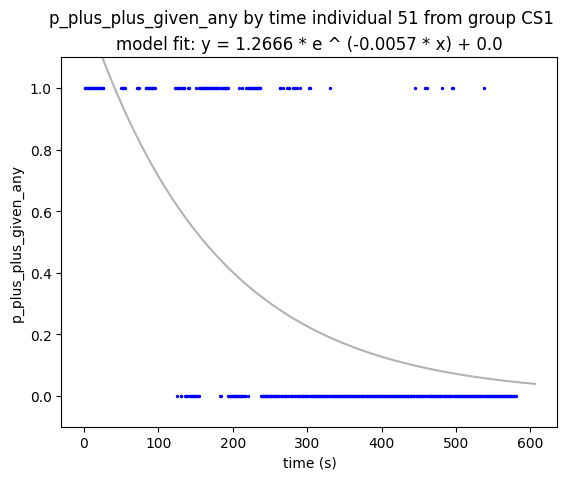 p_plus_plus_given_any by time individual 51 from group CS1
model fit: y = 1.2666 * e ^ (-0.0057 * x) + 0.0
p_plus_plus_given_any
1.0
0.8
0.6
0.4
0.2
0.0
0 100 200 300 400 500 600
time (s)